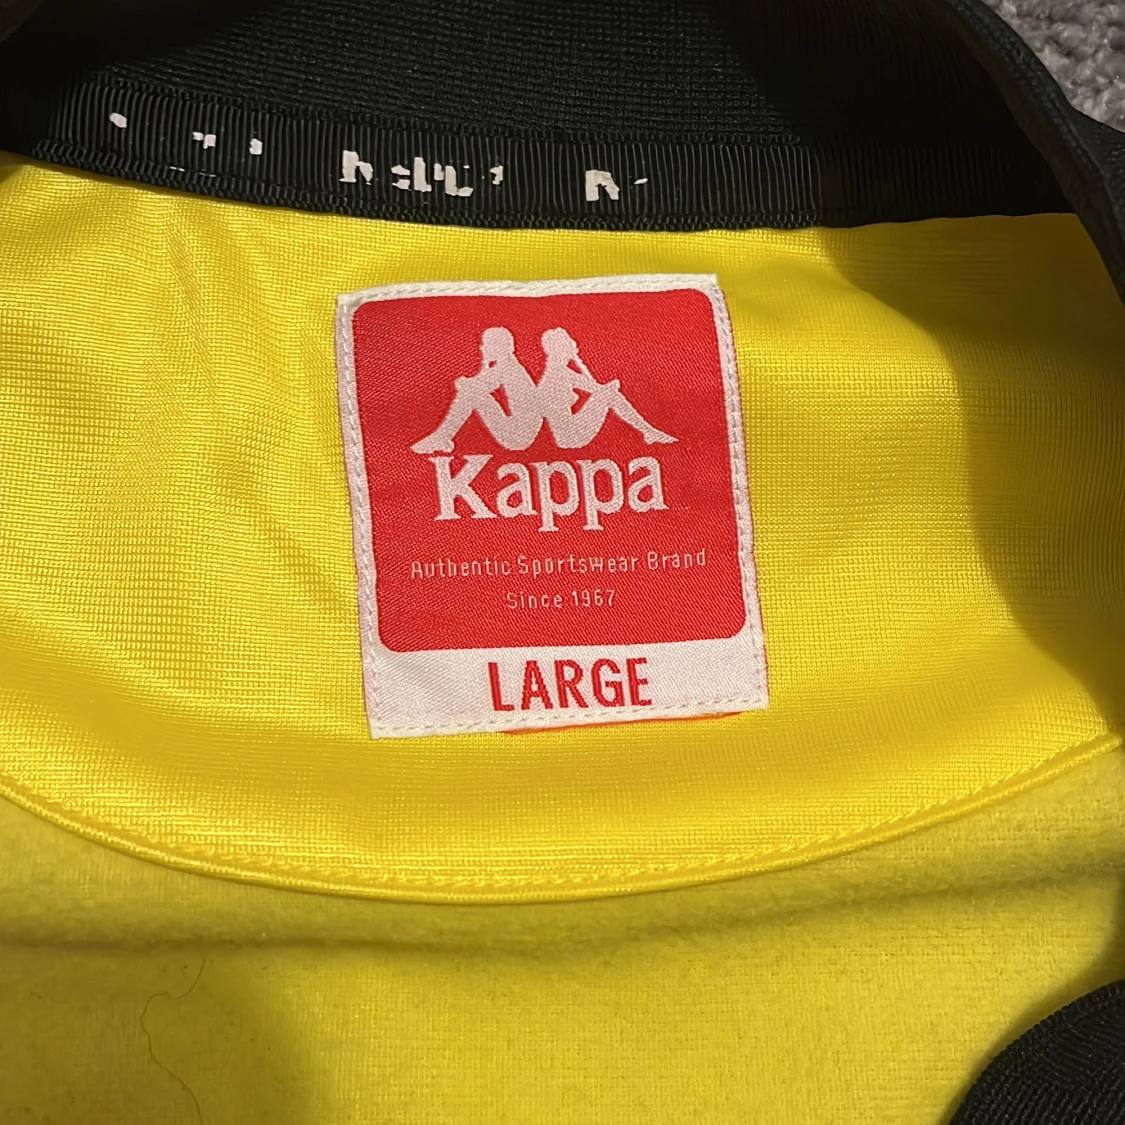 Kappa
Authentic Sportswear Brand
Since 1967
LARGE